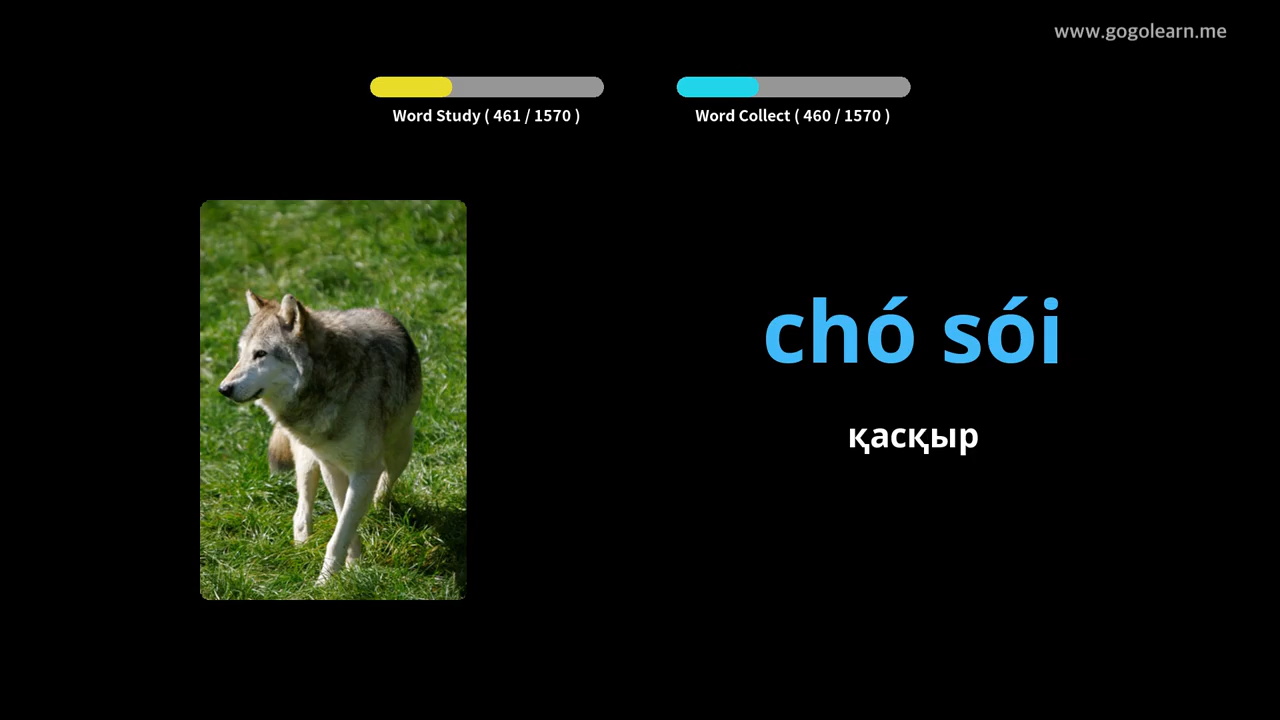 www.gogolearn.me
Word Study ( 461 / 1570 )
Word Collect ( 460 / 1570 )
chó sói
қасқыр